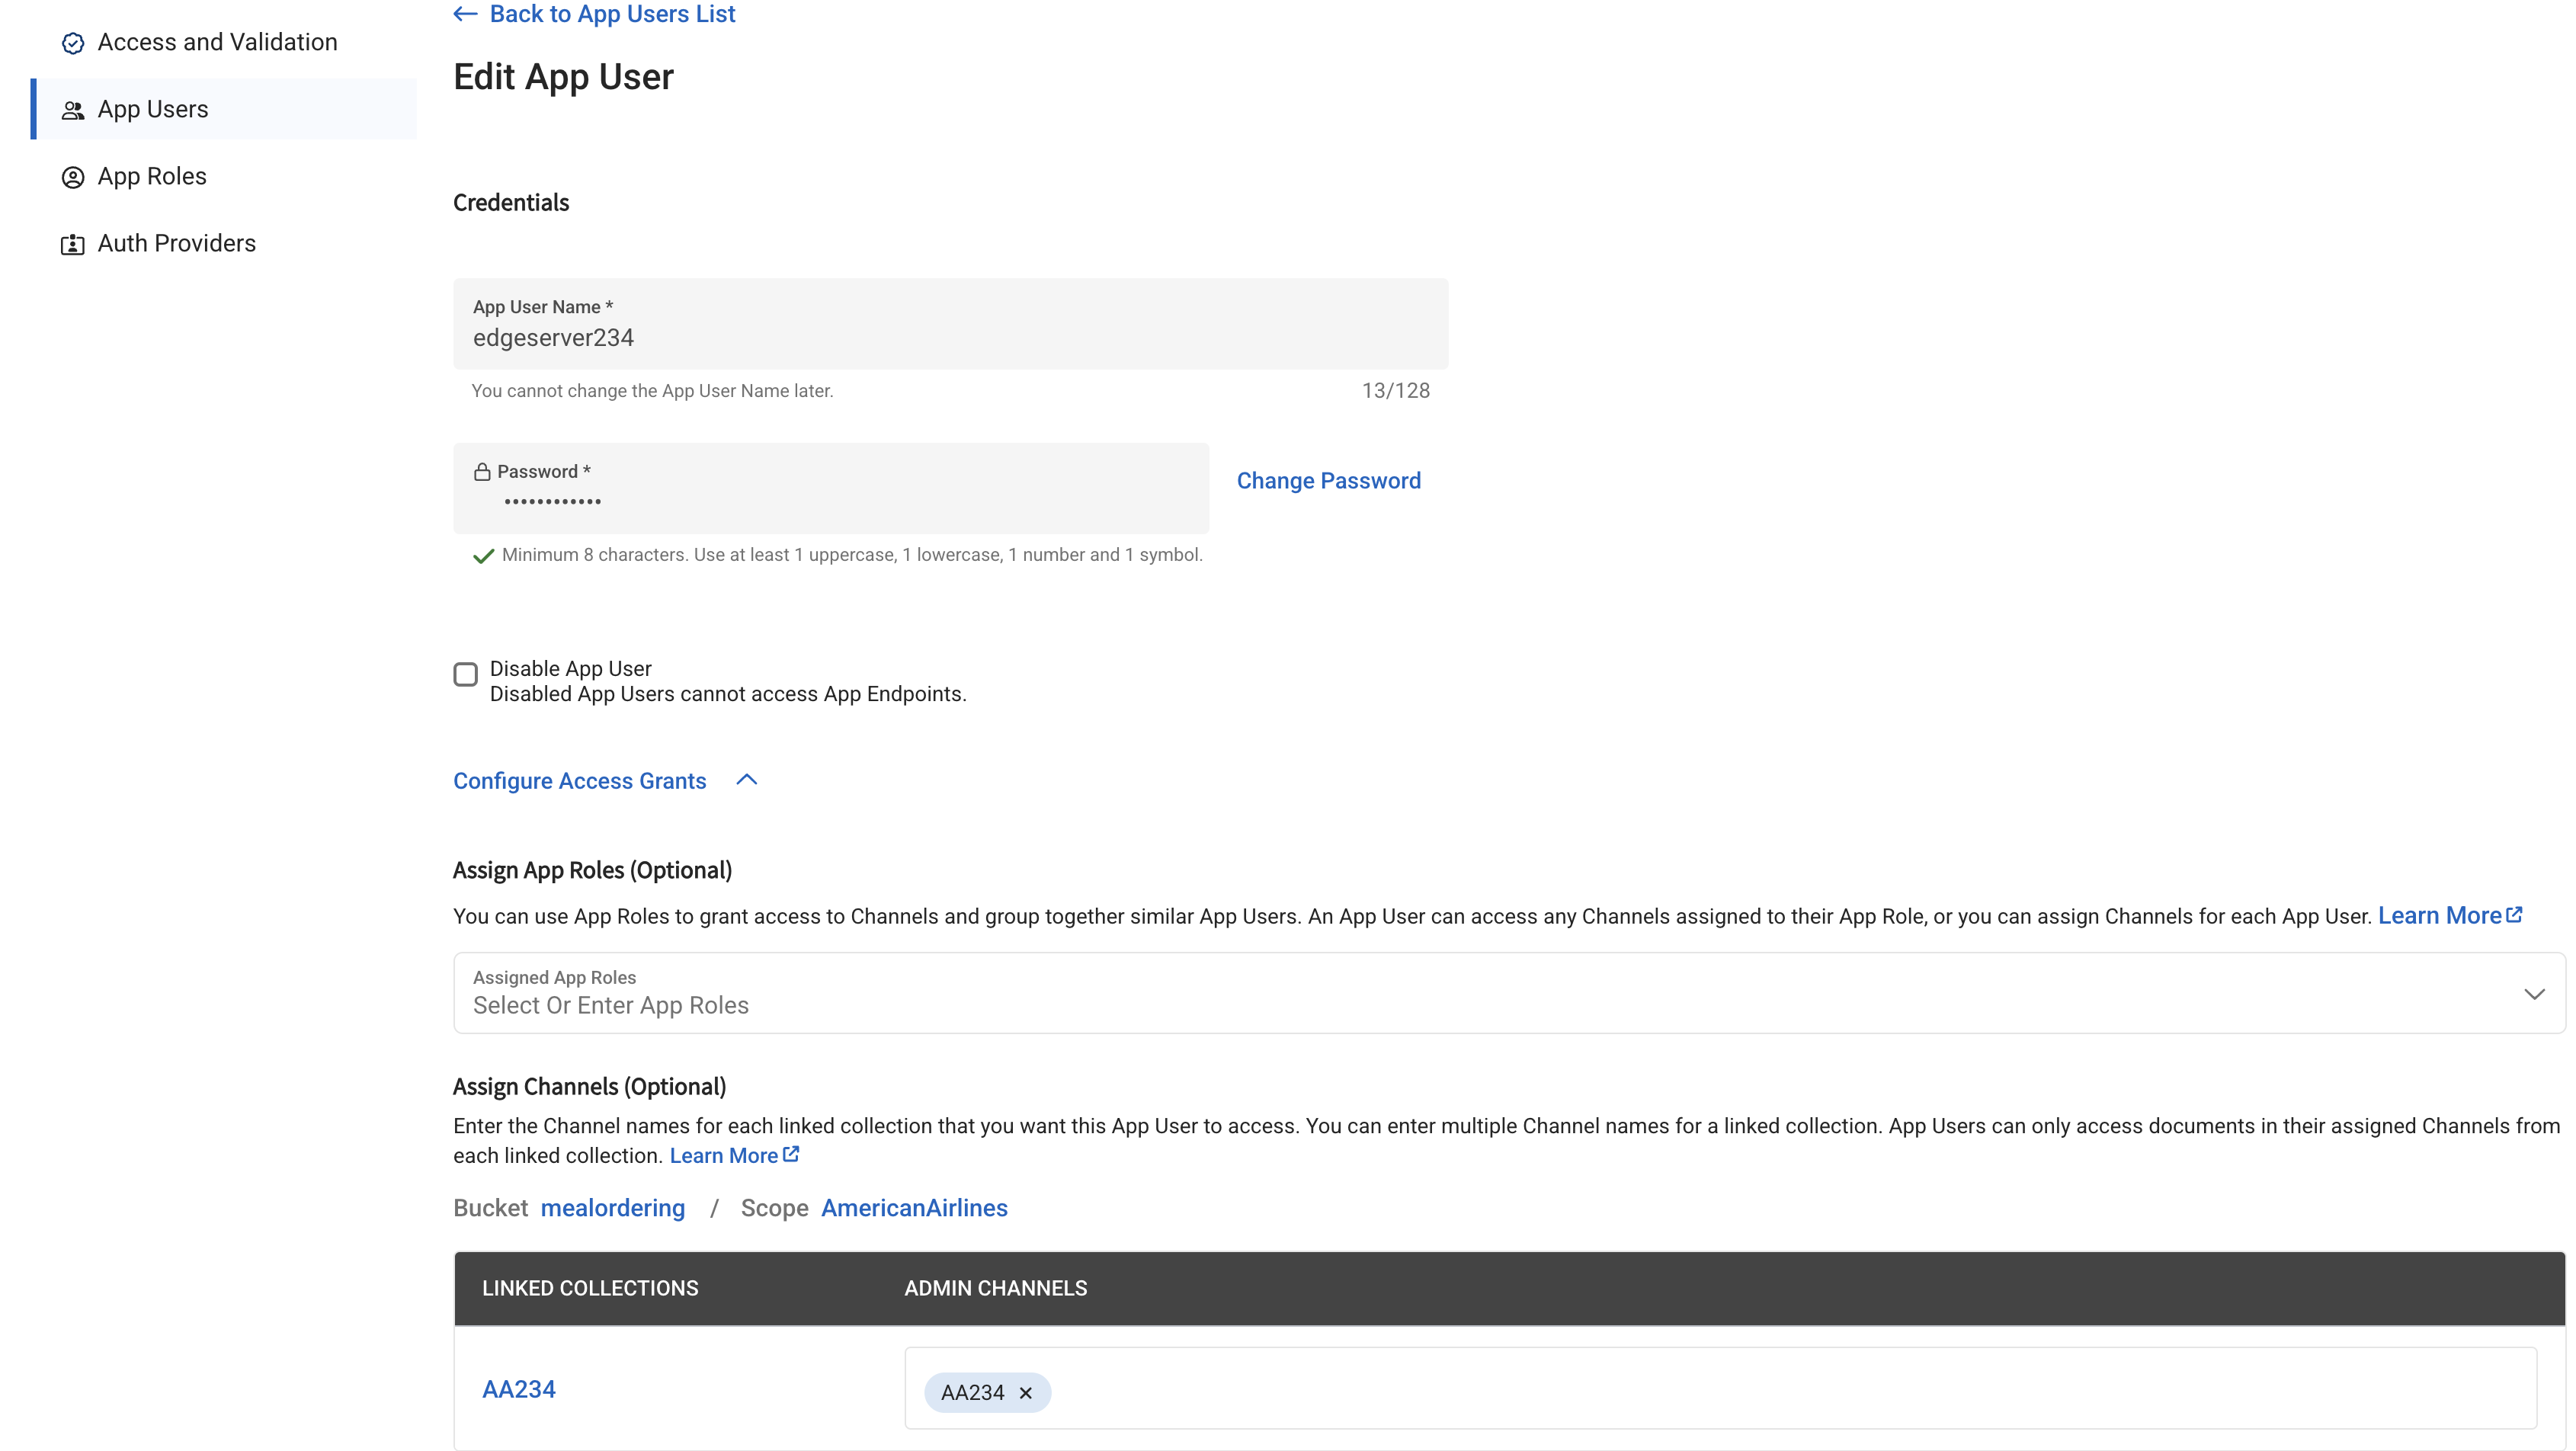 Access and Validation
App Users
App Roles
Auth Providers
Back to App Users List
Edit App User
Credentials
App User Name *
edgeserver234
You cannot change the App User Name later.
13/128
Password *
••••••••••••
Change Password
Minimum 8 characters. Use at least 1 uppercase, 1 lowercase, 1 number and 1 symbol.
Disable App User
Disabled App Users cannot access App Endpoints.
Configure Access Grants
Assign App Roles (Optional)
You can use App Roles to grant access to Channels and group together similar App Users. An App User can access any Channels assigned to their App Role, or you can assign Channels for each App User. Learn More
Assigned App Roles
Select Or Enter App Roles
Assign Channels (Optional)
Enter the Channel names for each linked collection that you want this App User to access. You can enter multiple Channel names for a linked collection. App Users can only access documents in their assigned Channels from
each linked collection. Learn More
Bucket mealordering / Scope AmericanAirlines
LINKED COLLECTIONS ADMIN CHANNELS
AA234 AA234 ×